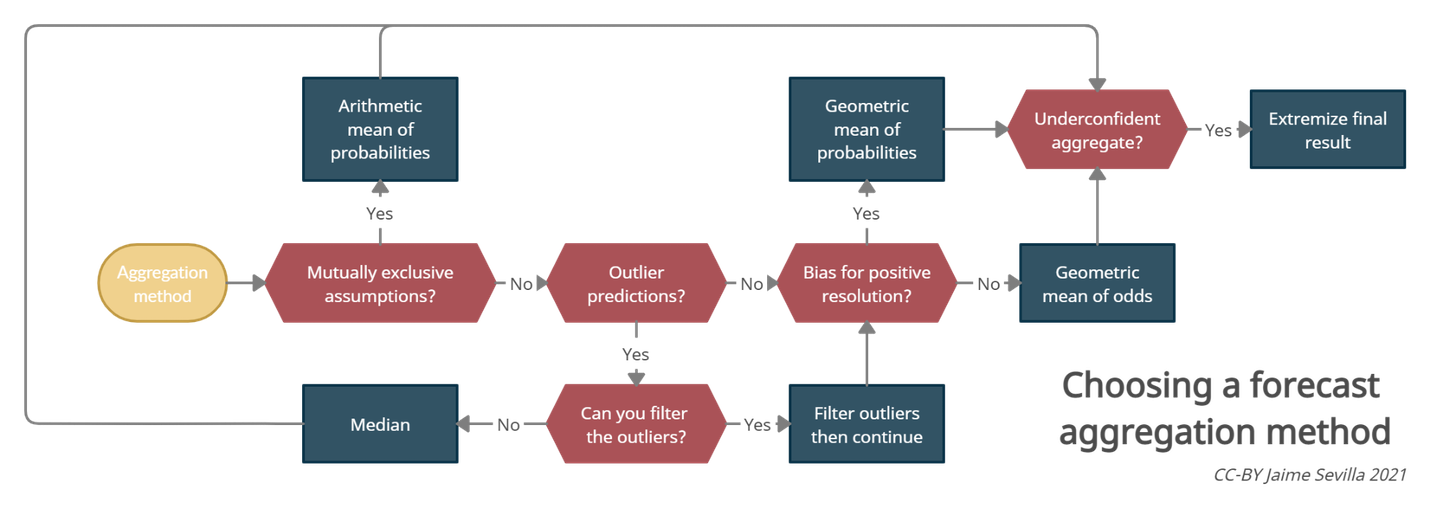 Arithmetic
mean of
probabilities
Geometric
mean of
probabilities
Underconfident
aggregate?
Yes
Extremize final
result
Yes
Yes
Aggregation
method
Mutually exclusive
assumptions?
No
Outlier
predictions?
No
Bias for positive
resolution?
No
Geometric
mean of odds
Yes
Median
No
Can you filter
the outliers?
Yes
Filter outliers
then continue
Choosing a forecast
aggregation method
CC-BY Jaime Sevilla 2021